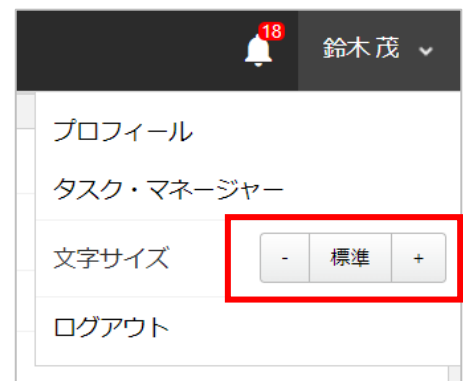 18
鈴木 茂
プロフィール
タスク・マネージャー
文字サイズ - 標準 +
ログアウト